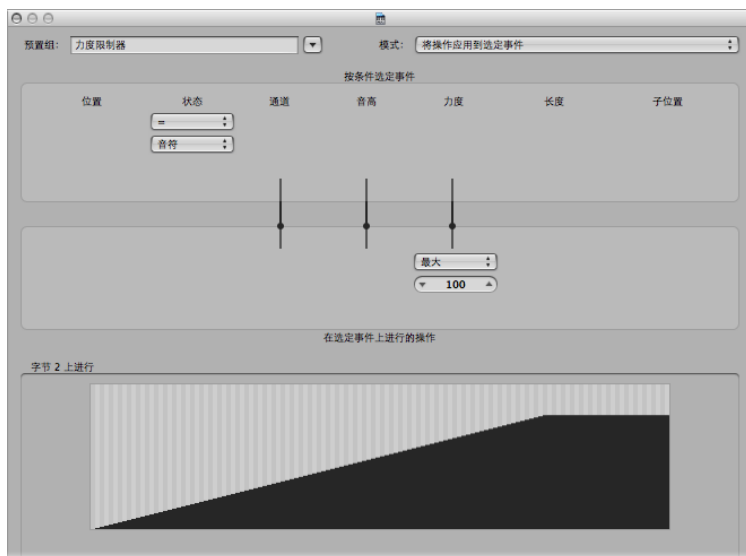 预置组: 力度限制器 模式: 将操作应用到选定事件
按条件选定事件
位置 状态 通道 音高 力度 长度 子位置
=
音符
最大
100
在选定事件上进行的操作
字节 2 上进行